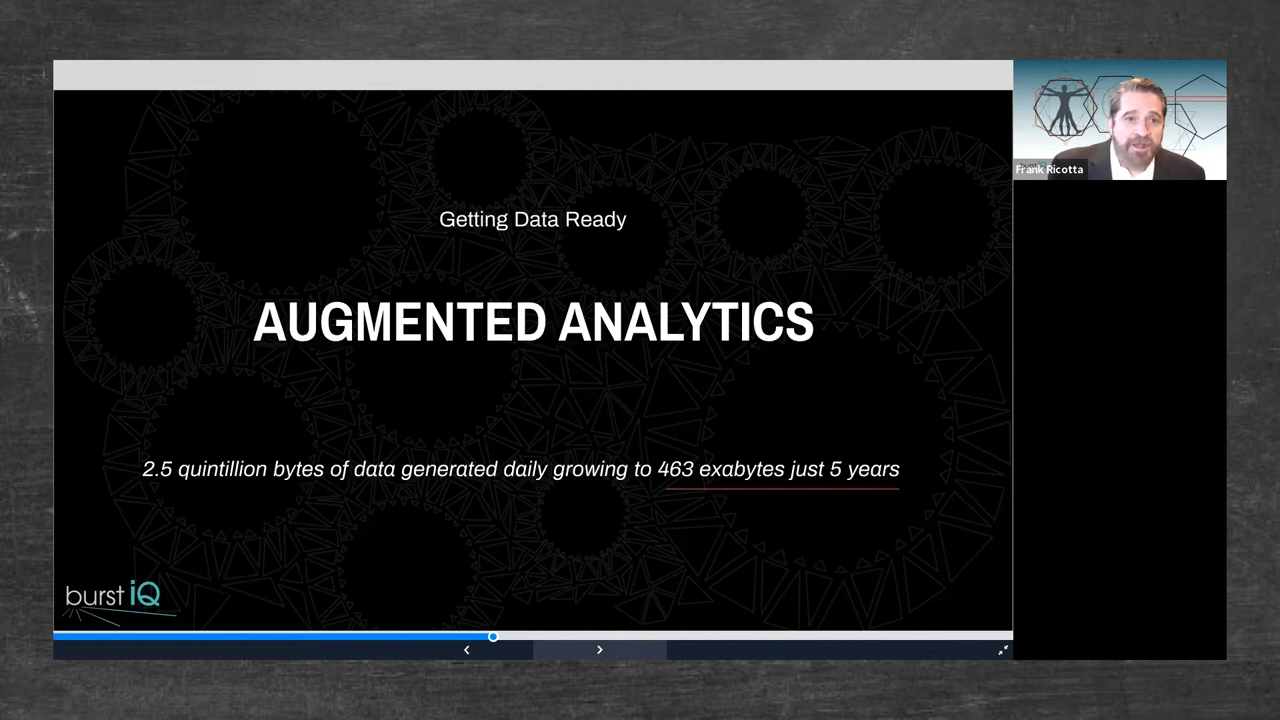 Getting Data Ready
AUGMENTED ANALYTICS
2.5 quintillion bytes of data generated daily growing to 463 exabytes just 5 years
burst iQ
Frank Ricotta